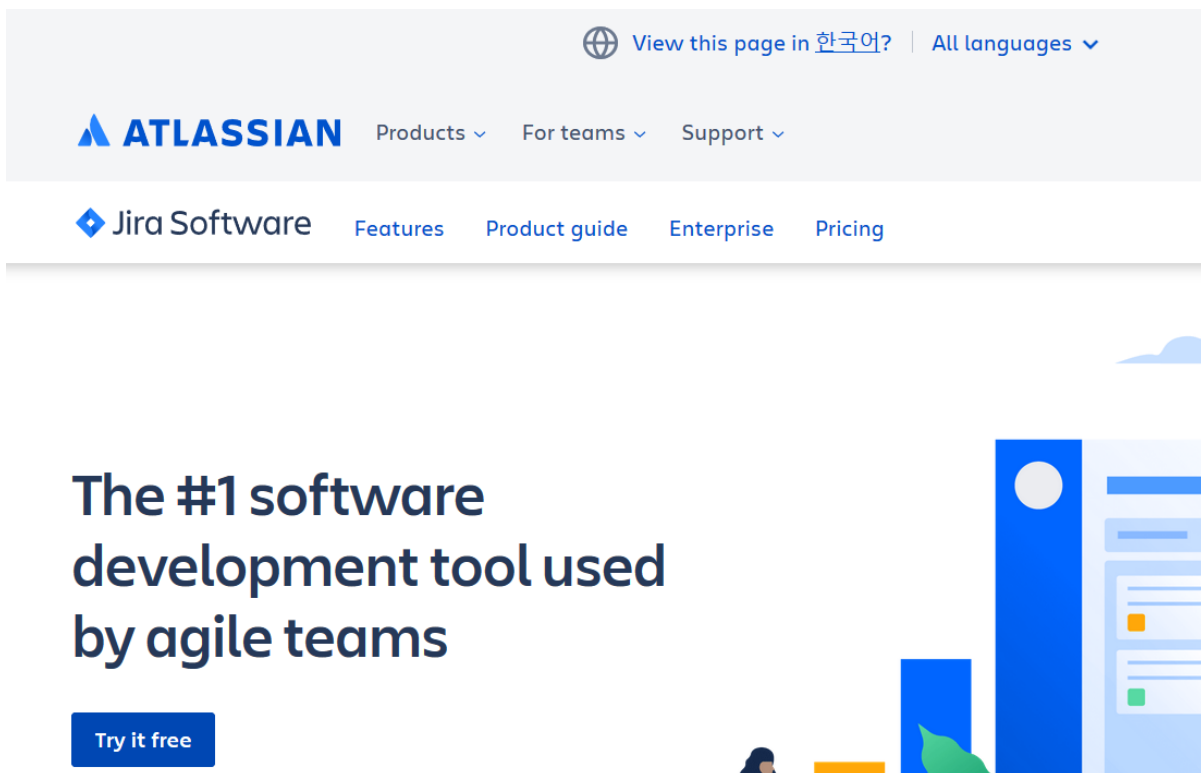 View this page in 한국어? All languages
ATLASSIAN Products For teams Support
Jira Software Features Product guide Enterprise Pricing
The #1 software
development tool used
by agile teams
Try it free